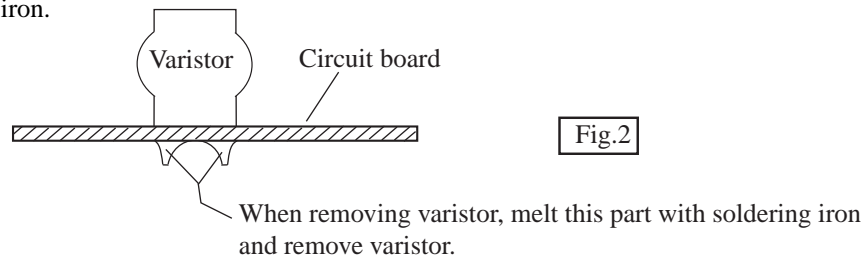 iron.
Varistor
Circuit board
Fig.2
When removing varistor, melt this part with soldering iron
and remove varistor.